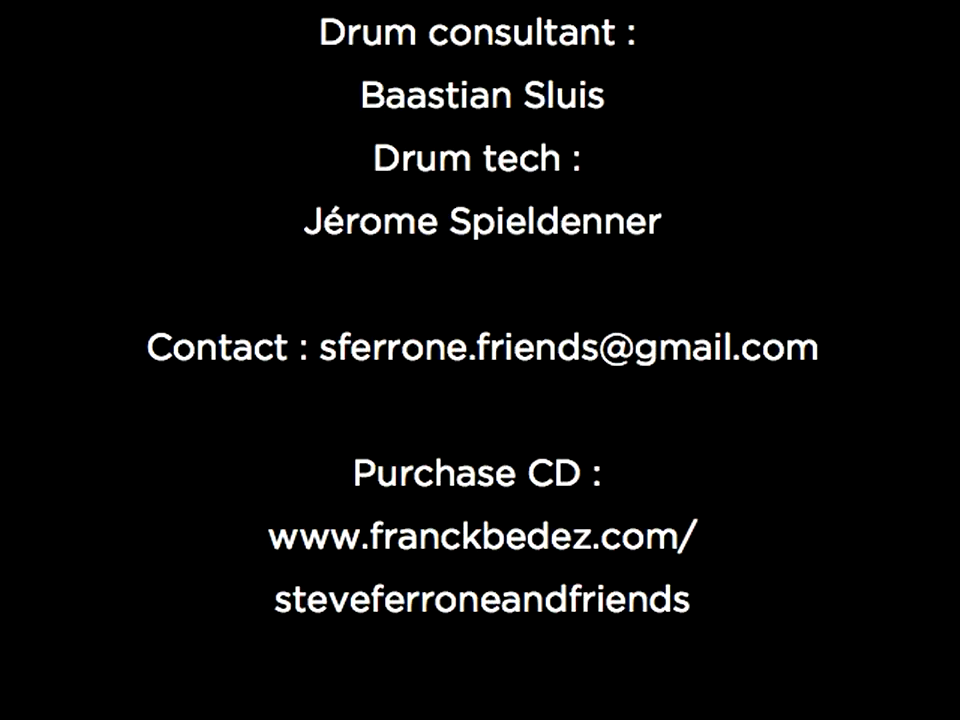 Drum consultant :
Baastian Sluis
Drum tech :
Jérome Spieldenner
Contact : sferrone.friends@gmail.com
Purchase CD :
www.franckbedez.com/
steveferroneandfriends